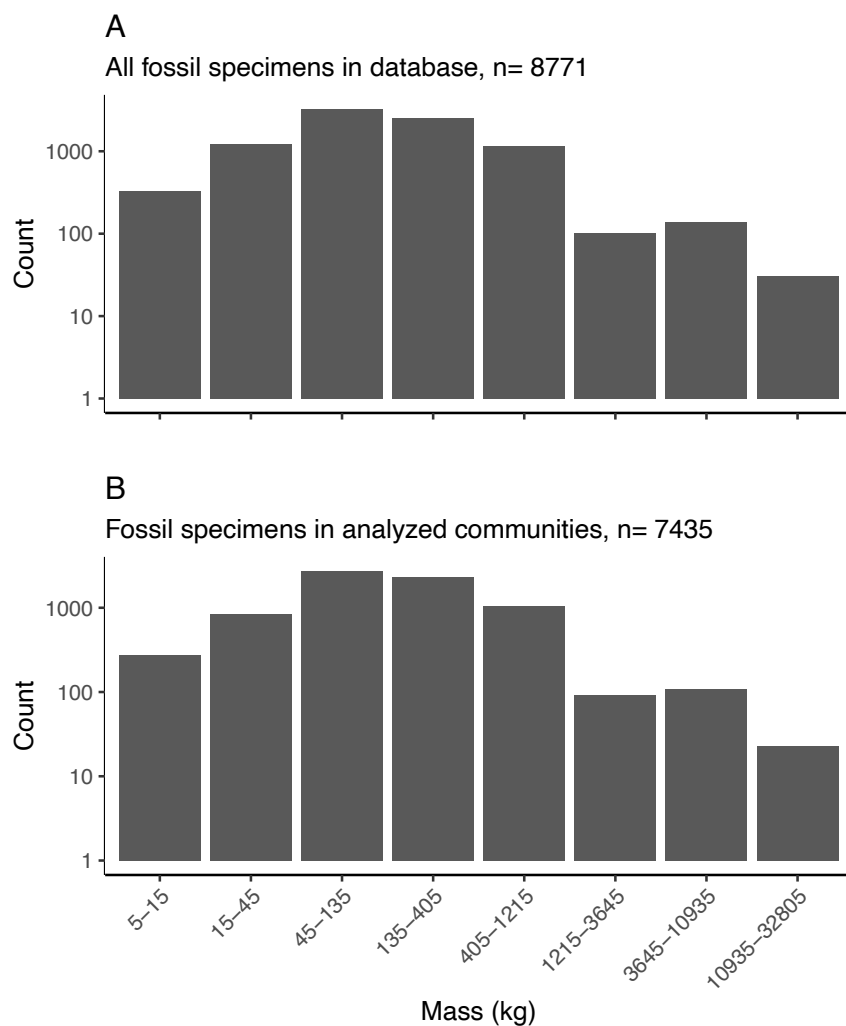 A
All fossil specimens in database, n= 8771
1000
100
10
1
Count
B
Fossil specimens in analyzed communities, n= 7435
1000
100
10
1
Count
5−15
15−45
45−135
135−405
405−1215
1215−3645
3645−10935
10935−32805
Mass (kg)